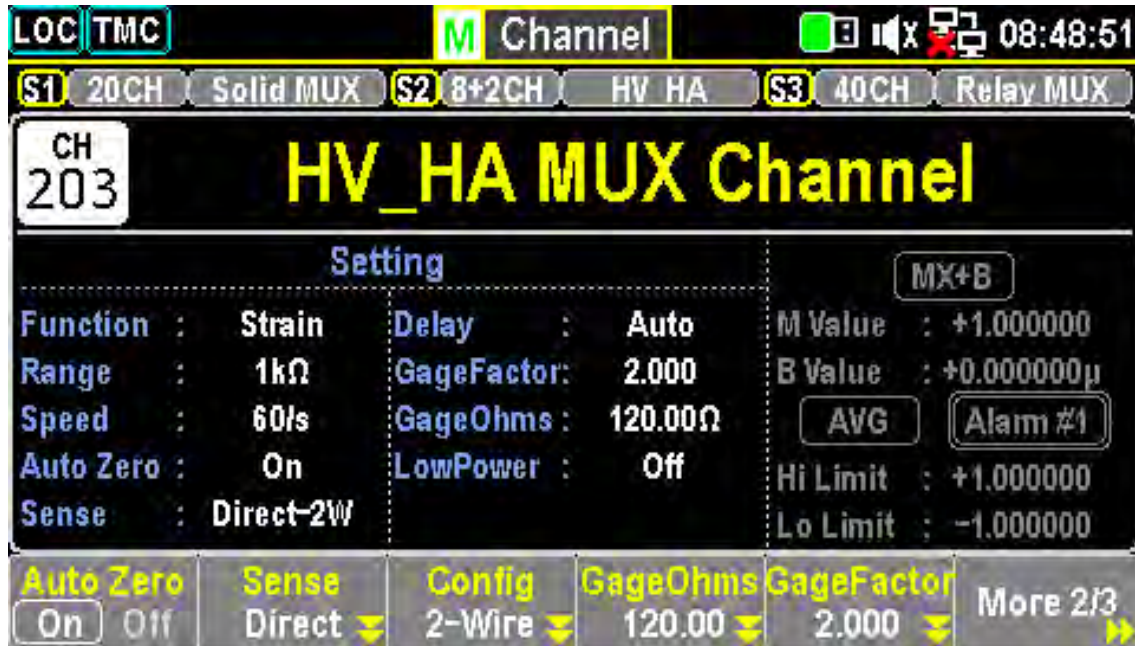 LOC TMC M Channel x 08:48:51
S1 20CH Solid MUX S2 8+2CH HV_HA S3 40CH Relay MUX
CH
203
HV_HA MUX Channel
Setting
Function : Strain
Range : 1kΩ
Speed : 60/s
Auto Zero : On
Sense : Direct-2W
Delay : Auto
GageFactor: 2.000
GageOhms : 120.00Ω
LowPower : Off
MX+B
M Value : +1.000000
B Value : +0.000000µ
AVG Alarm #1
Hi Limit : +1.000000
Lo Limit : -1.000000
Auto Zero
On Off
Sense
Direct
Config
2-Wire
GageOhms
120.00
GageFactor
2.000
More 2/3